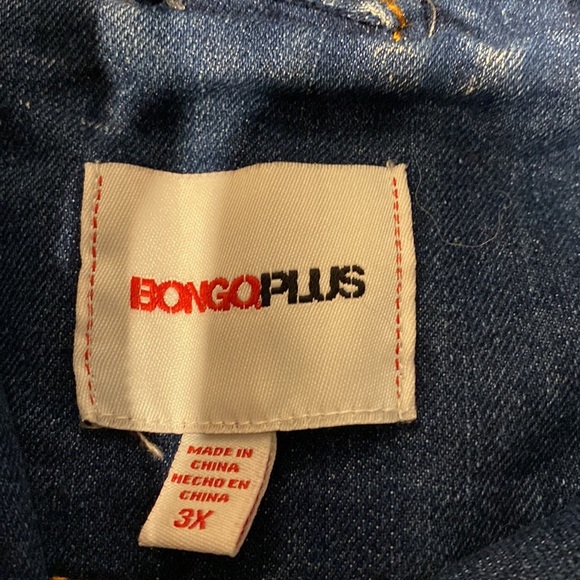 BONGOPLUS
MADE IN
CHINA
HECHO EN
CHINA
3X